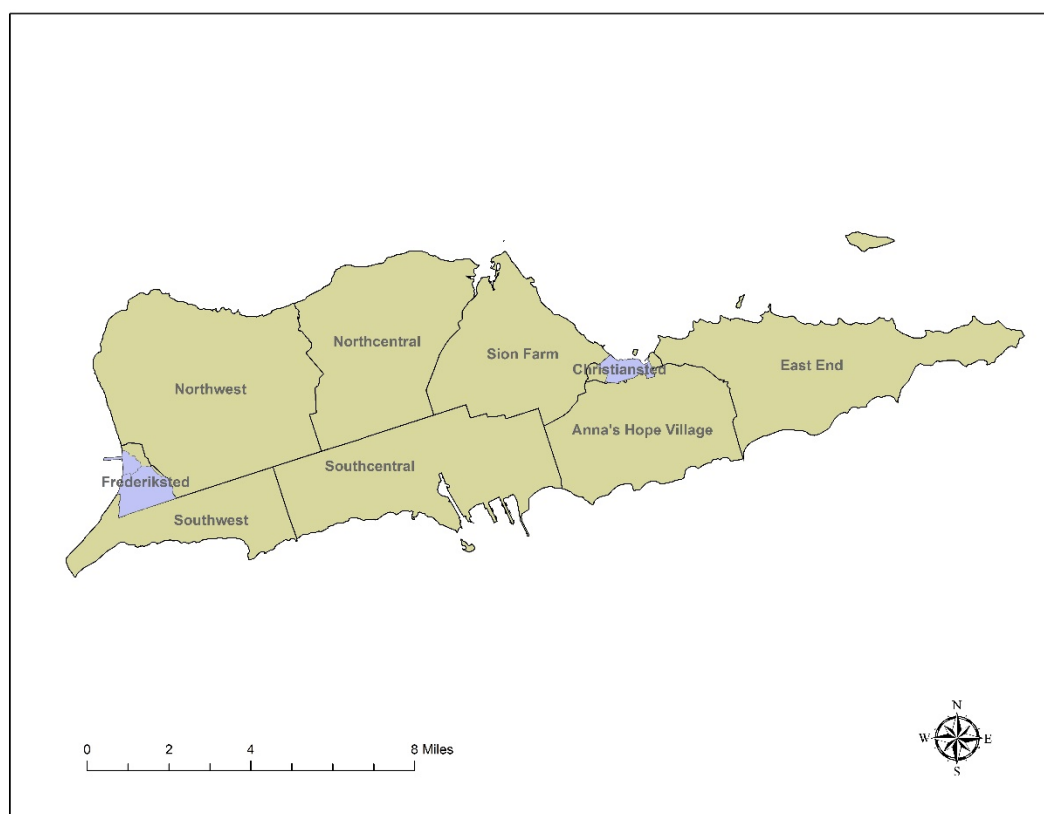 Northcentral
Sion Farm
Christiansted
East End
Northwest
Anna's Hope Village
Southcentral
Frederiksted
Southwest
N
W E
S
0 2 4 8 Miles